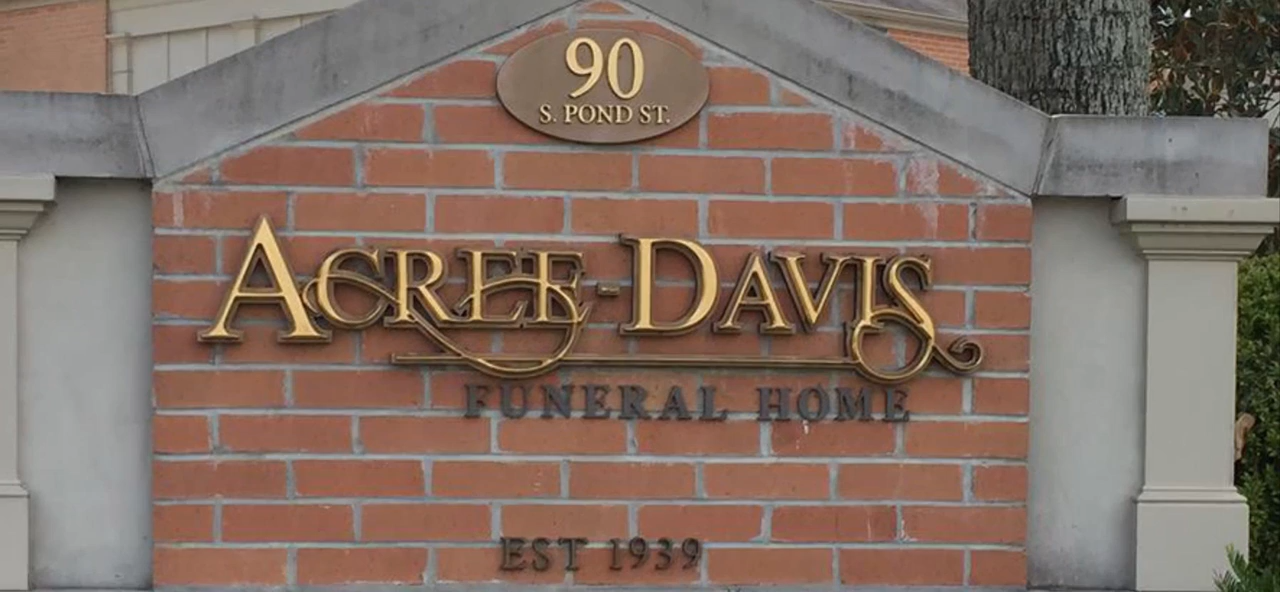 90
S. POND ST.
ACREE-DAVIS
FUNERAL HOME
EST 1939